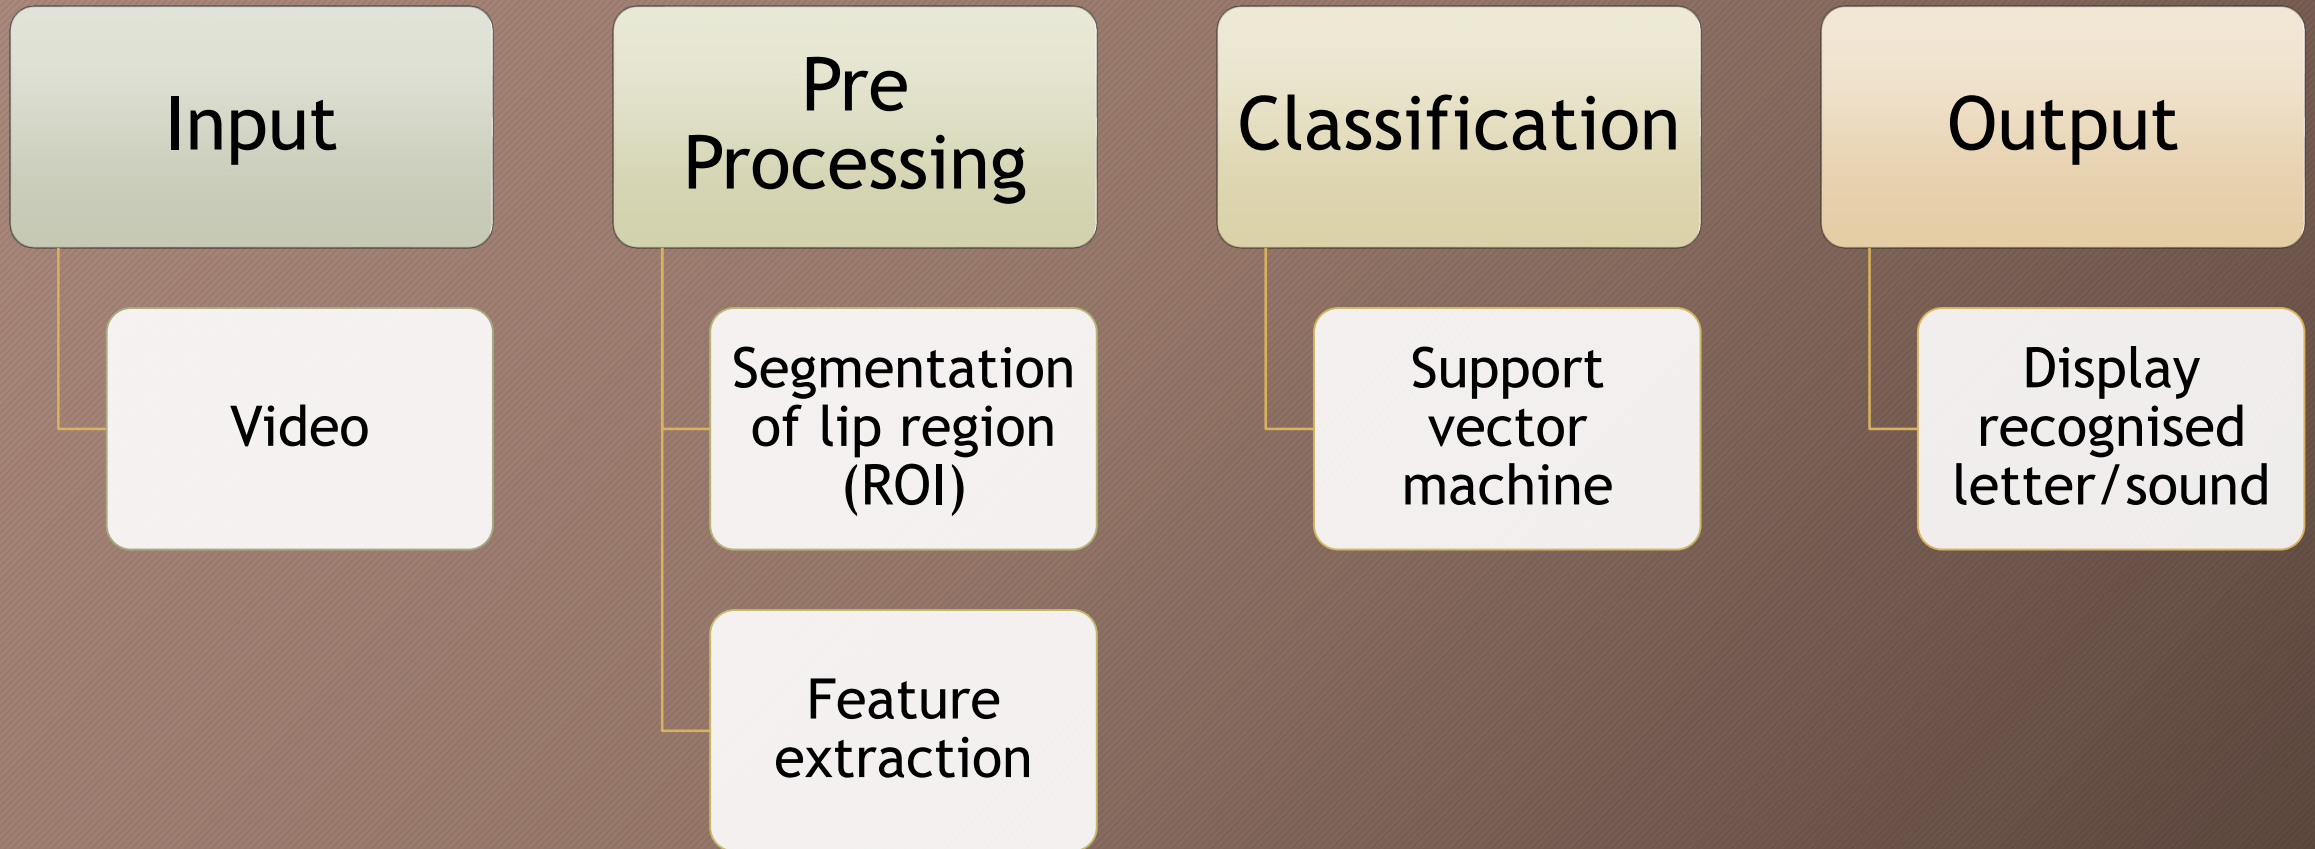 Input
Video
Pre
Processing
Segmentation
of lip region
(ROI)
Feature
extraction
Classification
Support
vector
machine
Output
Display
recognised
letter/sound